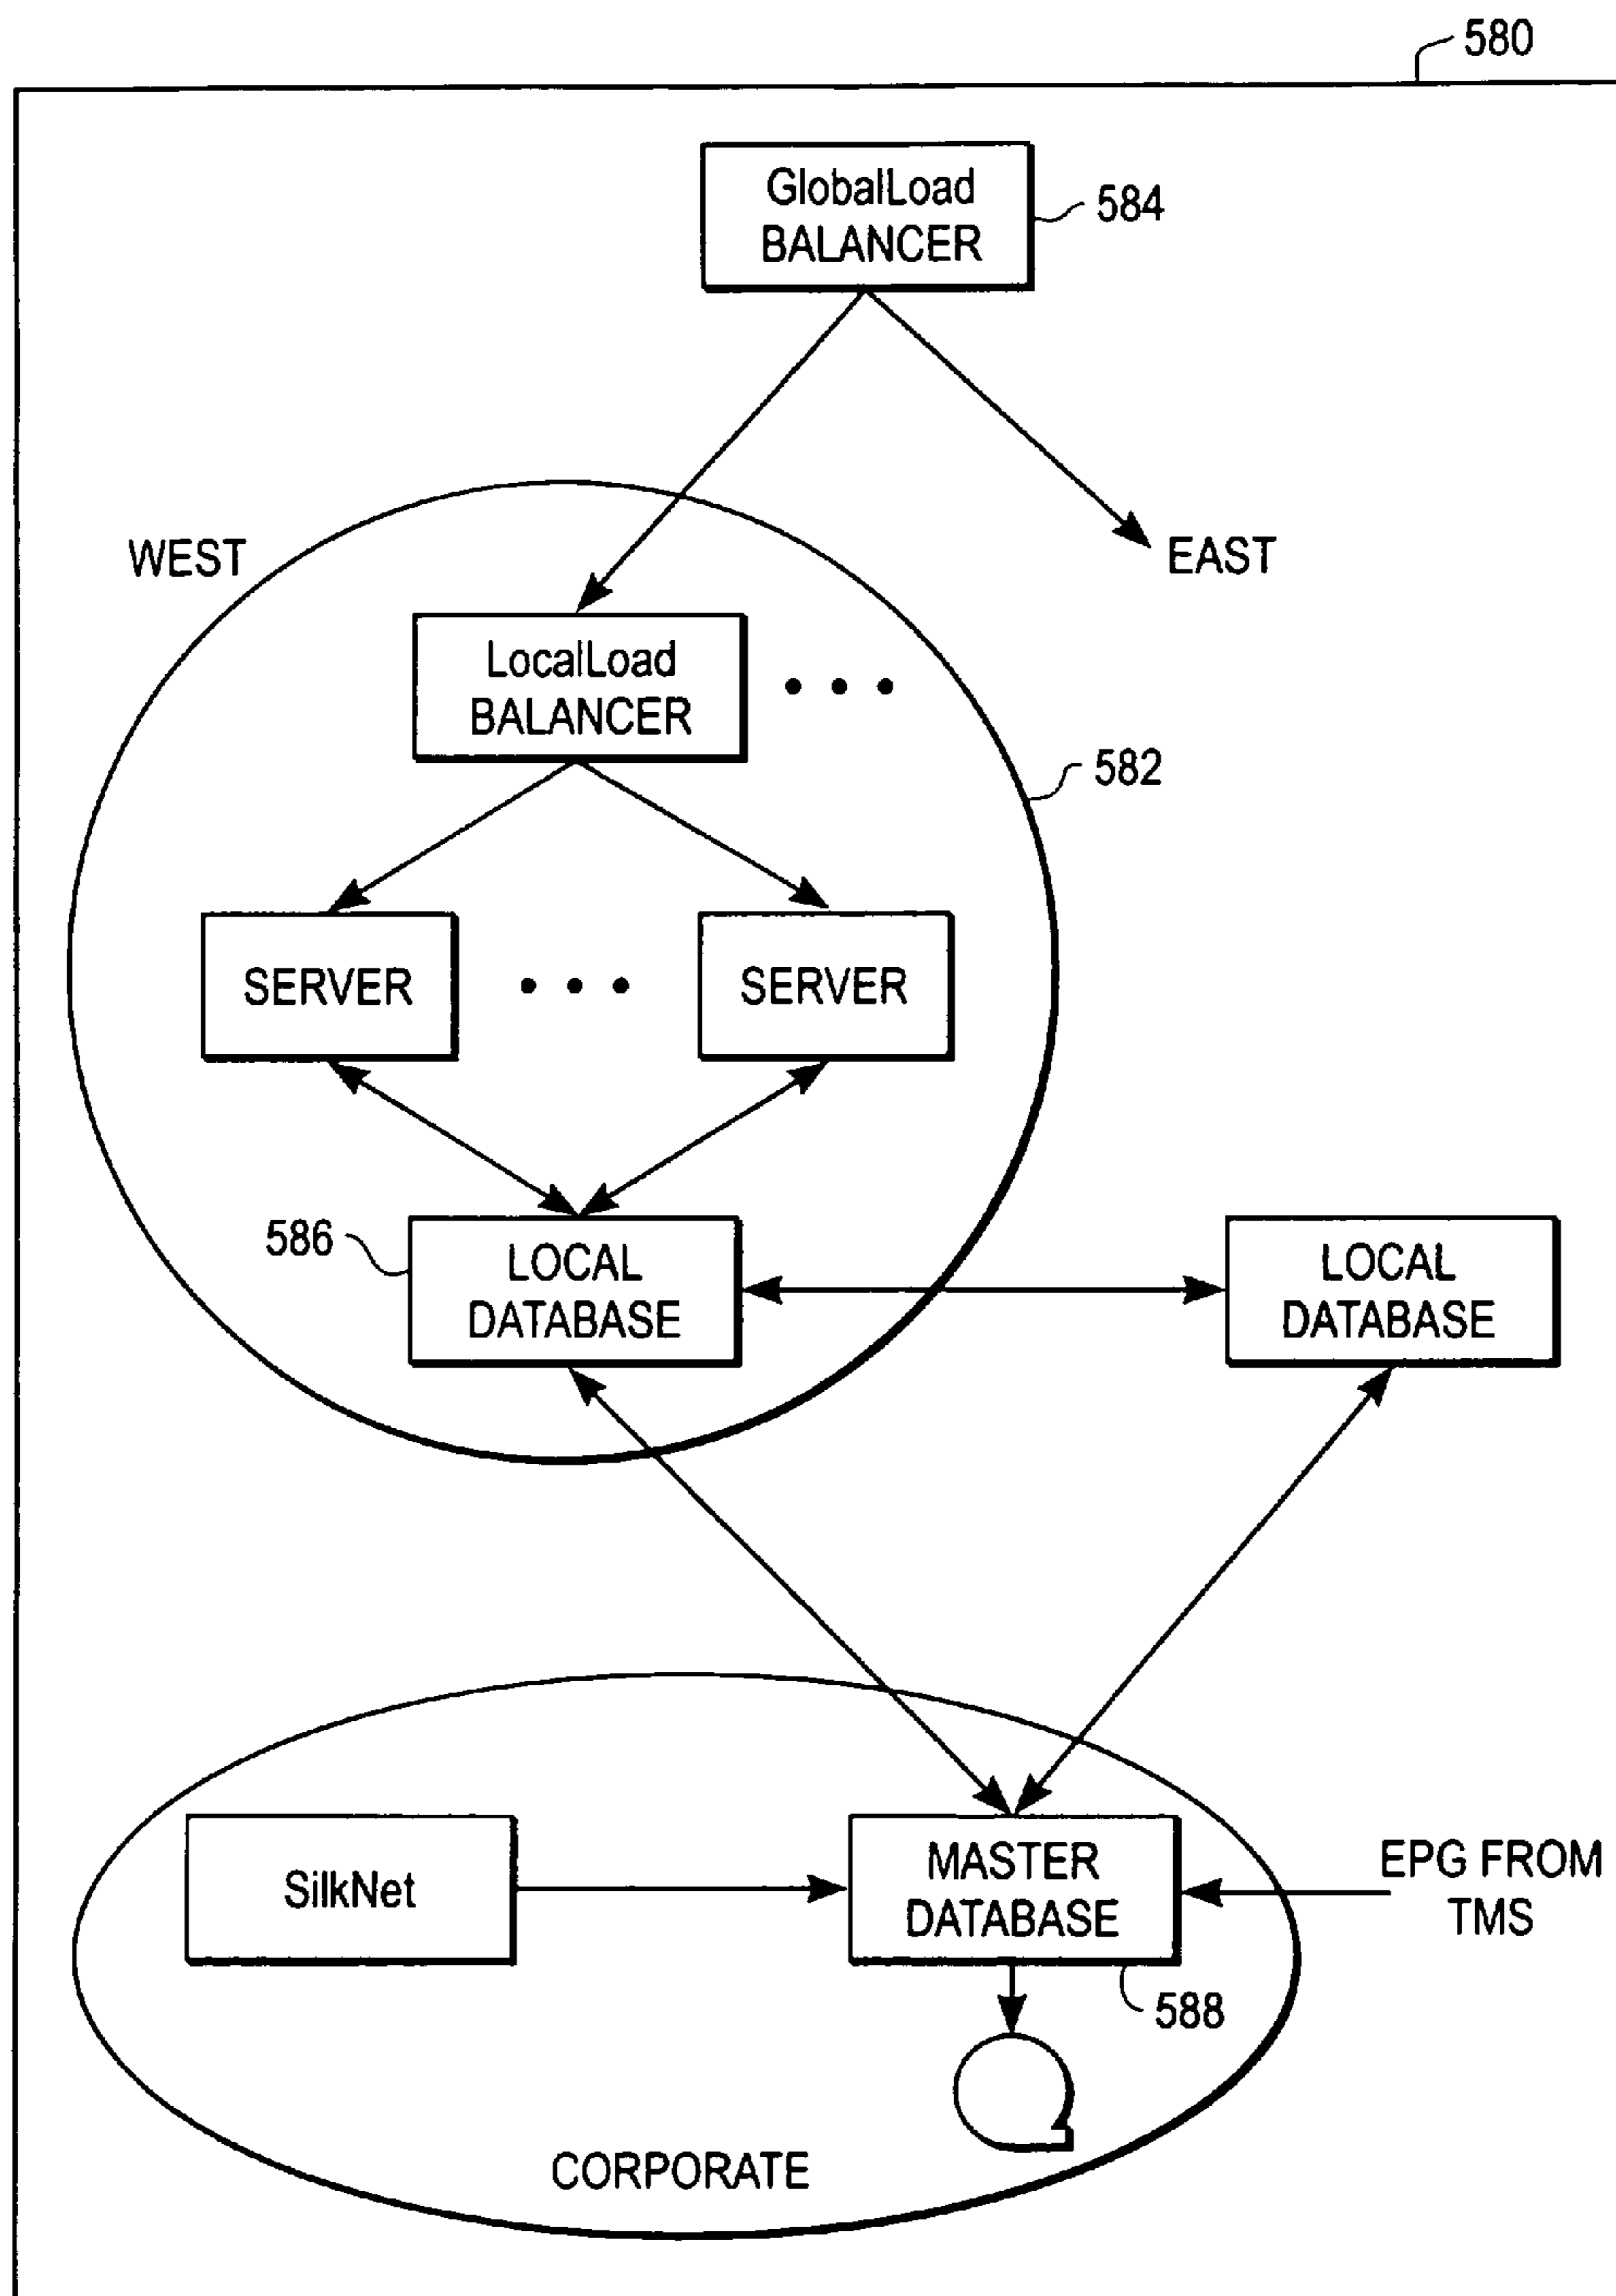 580
GlobalLoad
BALANCER
584
WEST
EAST
LocalLoad
BALANCER
582
SERVER
SERVER
586
LOCAL
DATABASE
LOCAL
DATABASE
SilkNet
MASTER
DATABASE
EPG FROM
TMS
588
CORPORATE